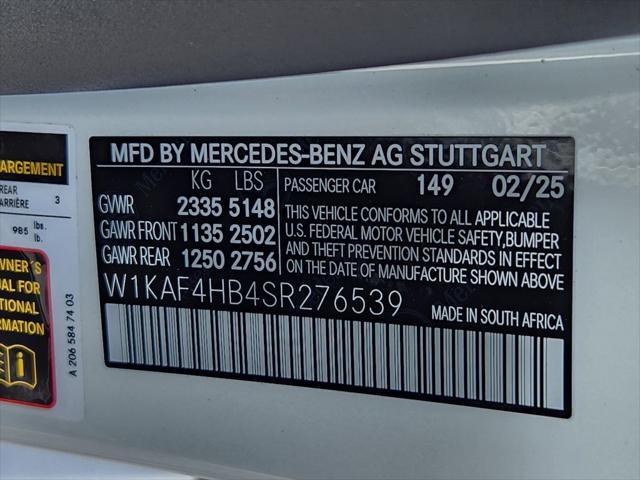 ARGEMENT
REAR
ARRIÈRE 3
985 lbs.
lb.
WNER'S
UAL FOR
TIONAL
RMATION
A 206 584 74 03
MFD BY MERCEDES-BENZ AG STUTTGART
KG LBS
GVWR 2335 5148
GAWR FRONT 1135 2502
GAWR REAR 1250 2756
PASSENGER CAR 149 02/25
THIS VEHICLE CONFORMS TO ALL APPLICABLE
U.S. FEDERAL MOTOR VEHICLE SAFETY,BUMPER
AND THEFT PREVENTION STANDARDS IN EFFECT
ON THE DATE OF MANUFACTURE SHOWN ABOVE.
W1KAF4HB4SR276539
MADE IN SOUTH AFRICA